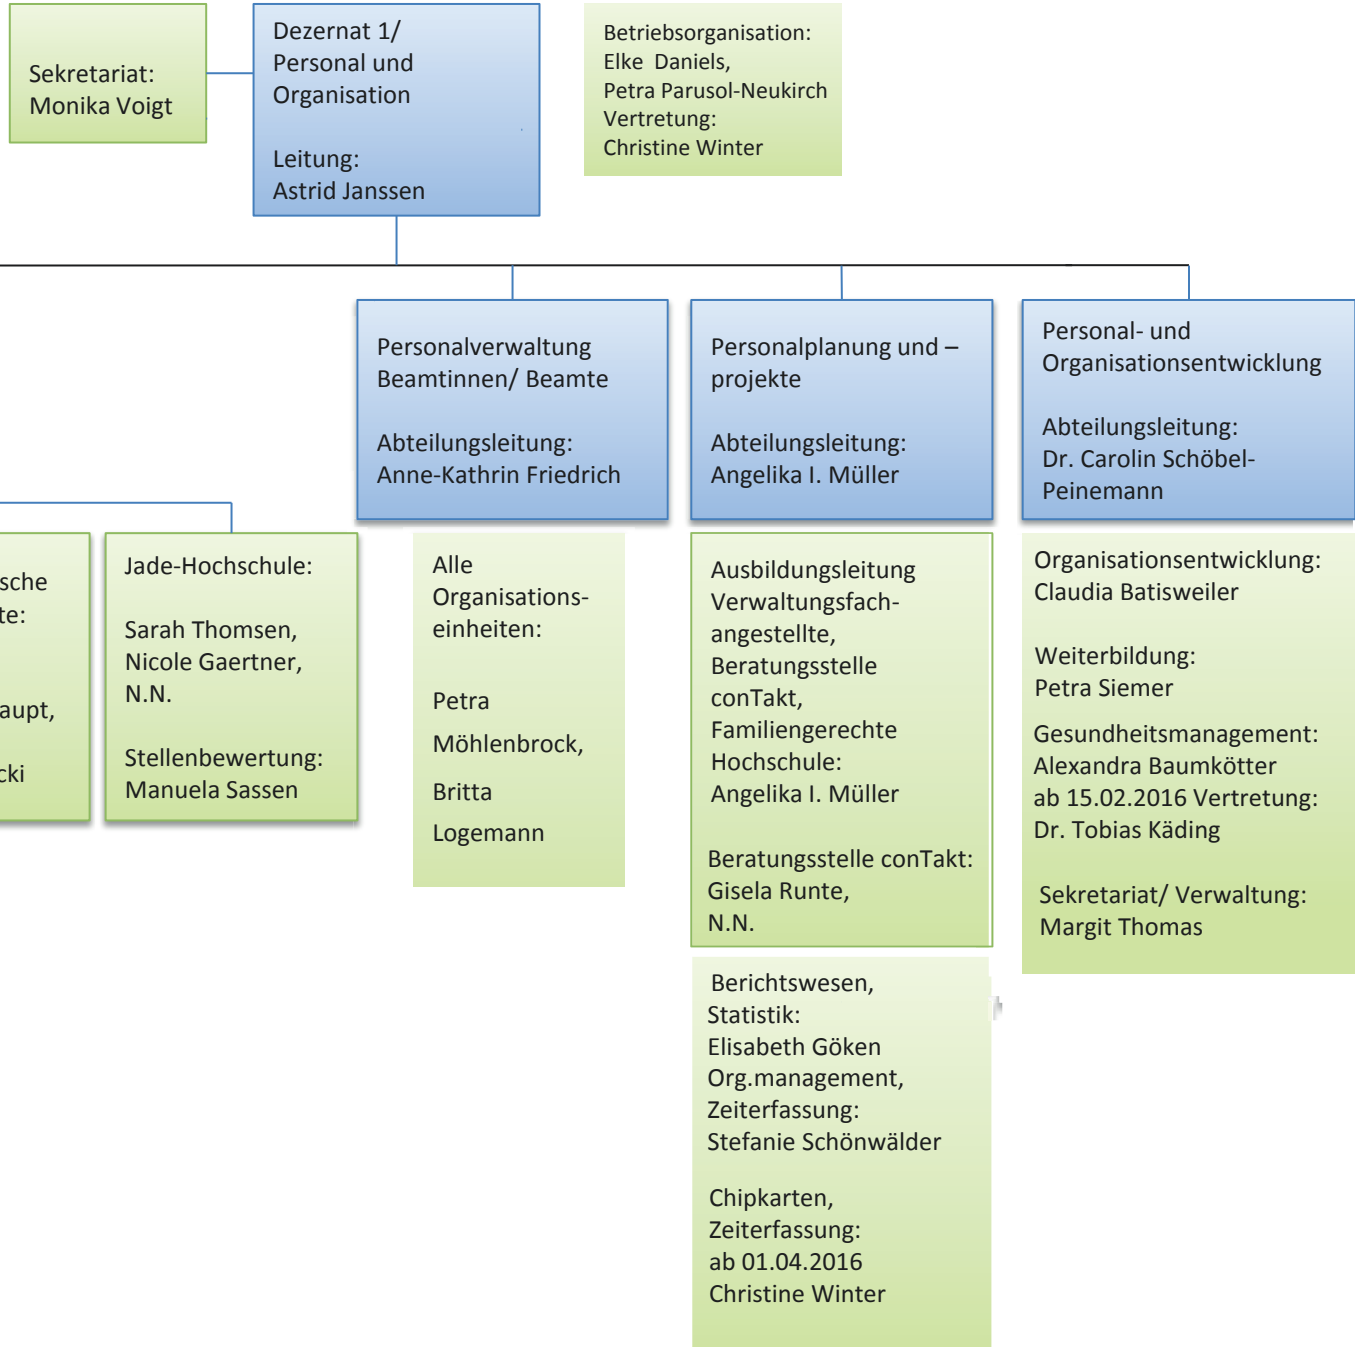 Sekretariat:
Monika Voigt
Dezernat 1/
Personal und
Organisation
Leitung:
Astrid Janssen
Betriebsorganisation:
Elke  Daniels,
Petra Parusol-Neukirch
Vertretung:
Christine Winter
Personalverwaltung
Beamtinnen/ Beamte
Abteilungsleitung:
Anne-Kathrin Friedrich
Personalplanung und –
projekte
Abteilungsleitung:
Angelika I. Müller
Personal- und
Organisationsentwicklung
Abteilungsleitung:
Dr. Carolin Schöbel-
Peinemann
Jade-Hochschule:
Sarah Thomsen,
Nicole Gaertner,
N.N.
Stellenbewertung:
Manuela Sassen
Alle
Organisations-
einheiten:
Petra
Möhlenbrock,
Britta
Logemann
Ausbildungsleitung
Verwaltungsfach-
angestellte,
Beratungsstelle
conTakt,
Familiengerechte
Hochschule:
Angelika I. Müller
Beratungsstelle conTakt:
Gisela Runte,
N.N.
Berichtswesen,
Statistik:
Elisabeth Göken
Org.management,
Zeiterfassung:
Stefanie Schönwälder
Chipkarten,
Zeiterfassung:
ab 01.04.2016
Christine Winter
Organisationsentwicklung:
Claudia Batisweiler
Weiterbildung:
Petra Siemer
Gesundheitsmanagement:
Alexandra Baumkötter
ab 15.02.2016 Vertretung:
Dr. Tobias Käding
Sekretariat/ Verwaltung:
Margit Thomas